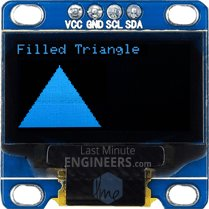 VCC GND SCL SDA
Filled Triangle
Last Minute
ENGINEERS.com